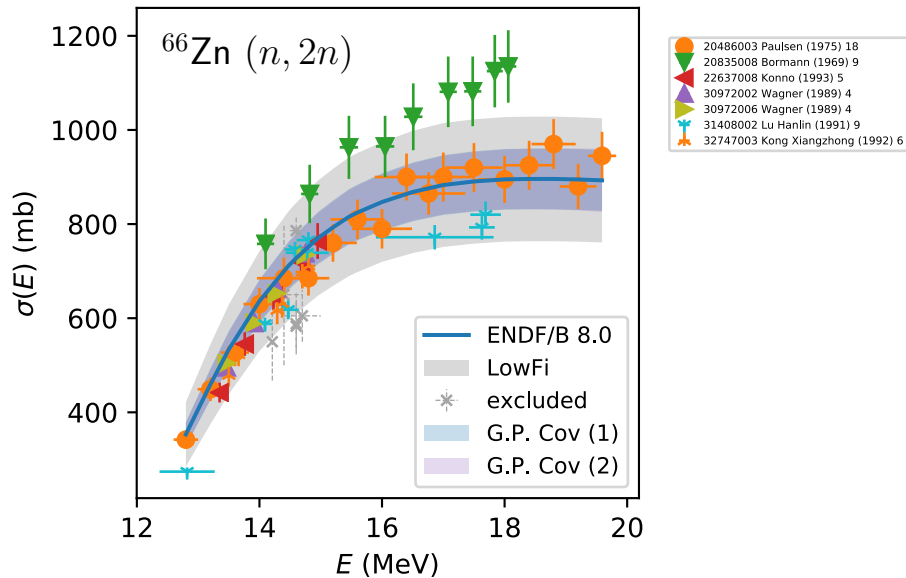 ⁶⁶Zn (n, 2n)
1200
1000
800
600
400
σ(E) (mb)
12
14
16
18
20
E (MeV)
ENDF/B 8.0
LowFi
excluded
G.P. Cov (1)
G.P. Cov (2)
20486003 Paulsen (1975) 18
20835008 Bormann (1969) 9
22637008 Konno (1993) 5
30972002 Wagner (1989) 4
30972006 Wagner (1989) 4
31408002 Lu Hanlin (1991) 9
32747003 Kong Xiangzhong (1992) 6